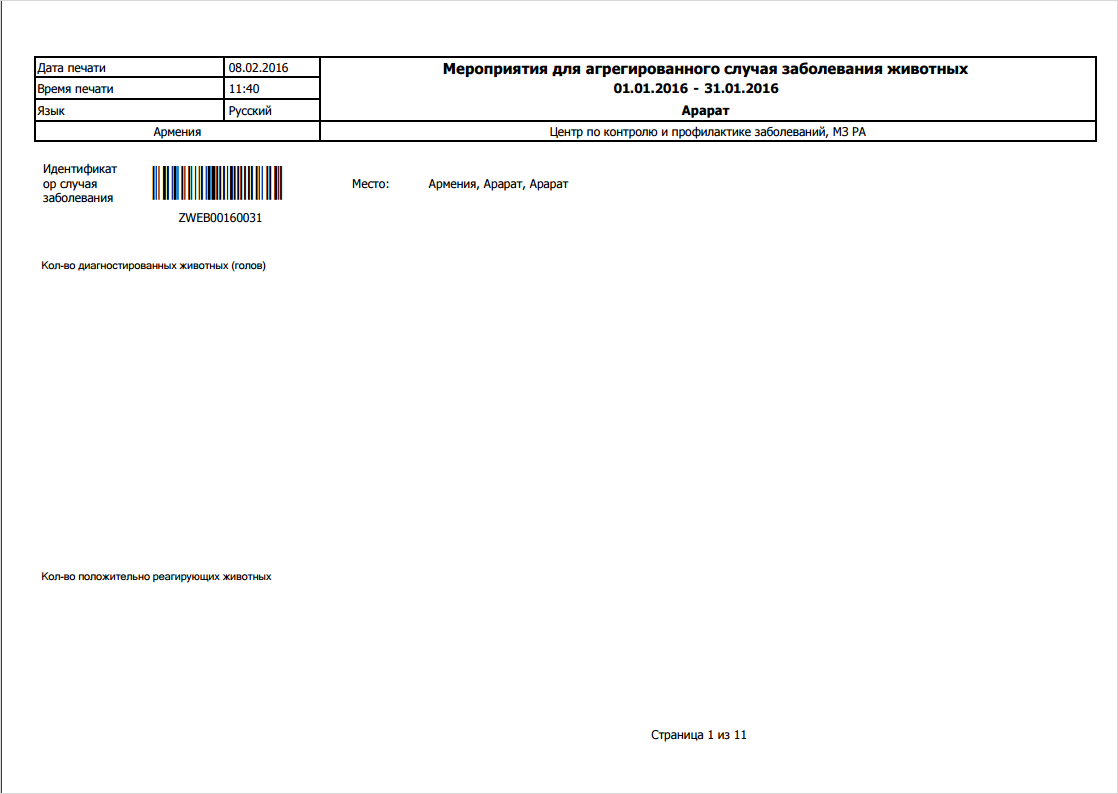 Дата печати 08.02.2016
Время печати 11:40
Язык Русский
Мероприятия для агрегированного случая заболевания животных
01.01.2016 - 31.01.2016
Арарат
Армения
Центр по контролю и профилактике заболеваний, МЗ РА
Идентификат
ор случая
заболевания
ZWEB00160031
Место: Армения, Арарат, Арарат
Кол-во диагностированных животных (голов)
Кол-во положительно реагирующих животных
Страница 1 из 11